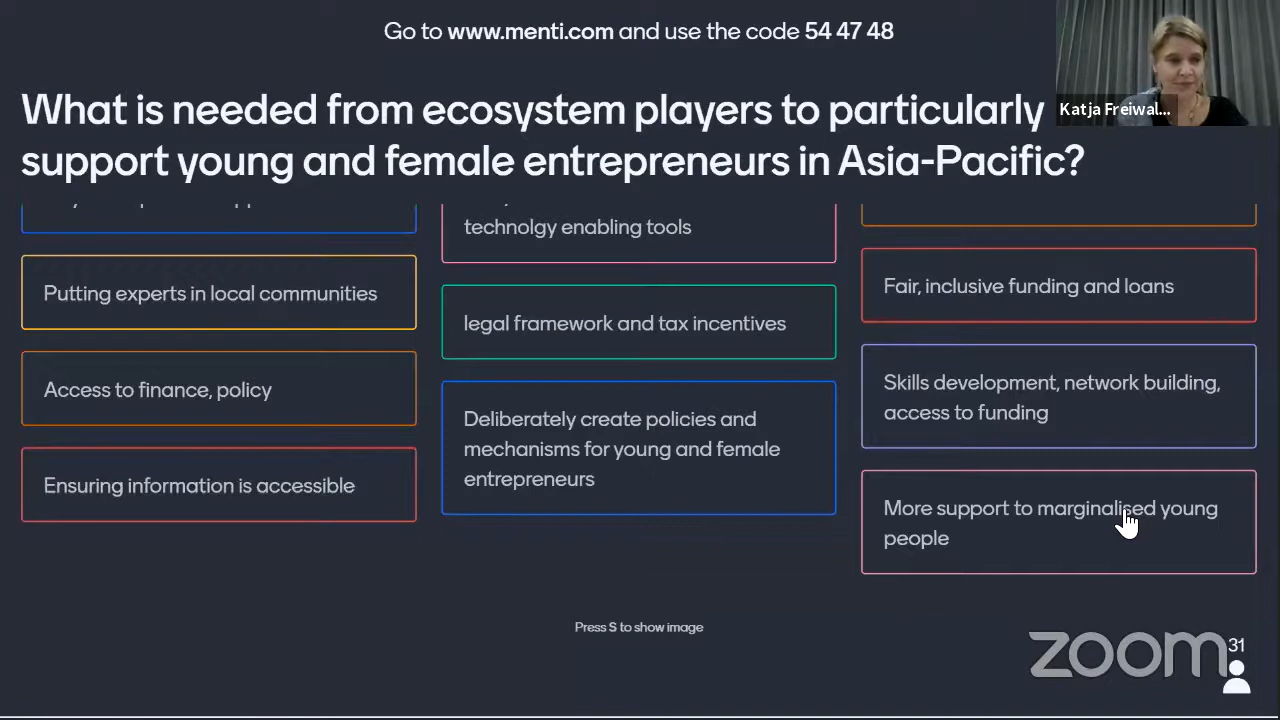 Go to www.menti.com and use the code 54 47 48
Katja Freiwal...
What is needed from ecosystem players to particularly
support young and female entrepreneurs in Asia-Pacific?
technolgy enabling tools
Putting experts in local communities
Fair, inclusive funding and loans
legal framework and tax incentives
Access to finance, policy
Skills development, network building,
access to funding
Deliberately create policies and
mechanisms for young and female
entrepreneurs
Ensuring information is accessible
More support to marginalised young
people
Press S to show image
zoom
31